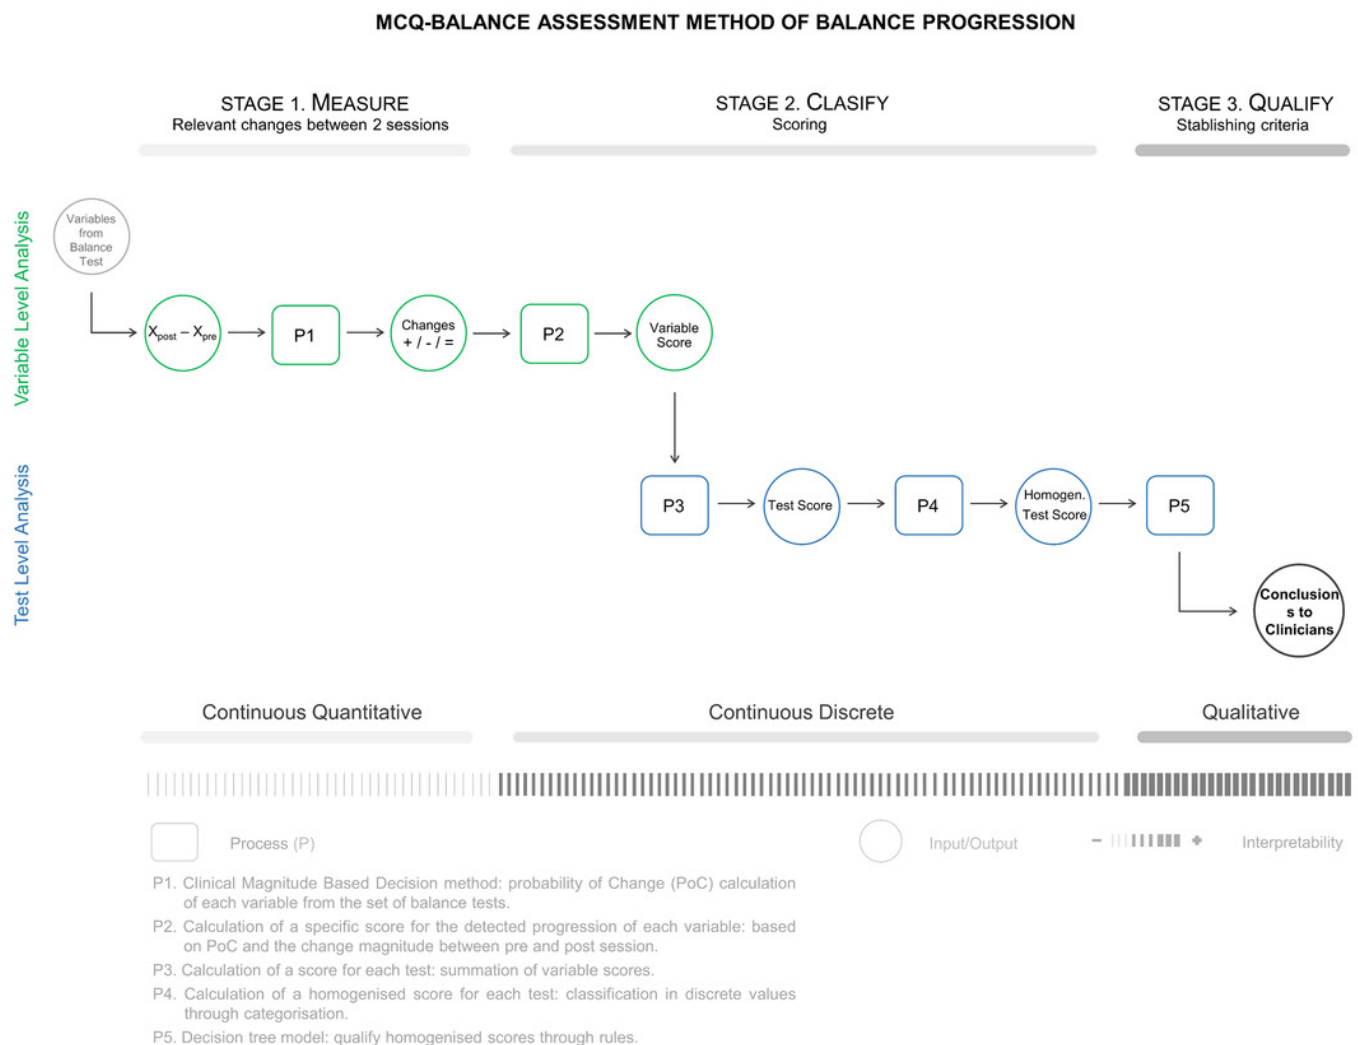 MCQ-BALANCE ASSESSMENT METHOD OF BALANCE PROGRESSION
STAGE 1. MEASURE
Relevant changes between 2 sessions
STAGE 2. CLASIFY
Scoring
STAGE 3. QUALIFY
Stablishing criteria
Variable Level Analysis
Variables
from
Balance
Test
Xpost – Xpre
P1
Changes
+ / - / =
P2
Variable
Score
Test Level Analysis
P3
Test Score
P4
Homogen.
Test Score
P5
Conclusion
s to
Clinicians
Continuous Quantitative
Continuous Discrete
Qualitative
Process (P)
Input/Output
- + Interpretability
P1. Clinical Magnitude Based Decision method: probability of Change (PoC) calculation
of each variable from the set of balance tests.
P2. Calculation of a specific score for the detected progression of each variable: based
on PoC and the change magnitude between pre and post session.
P3. Calculation of a score for each test: summation of variable scores.
P4. Calculation of a homogenised score for each test: classification in discrete values
through categorisation.
P5. Decision tree model: qualify homogenised scores through rules.